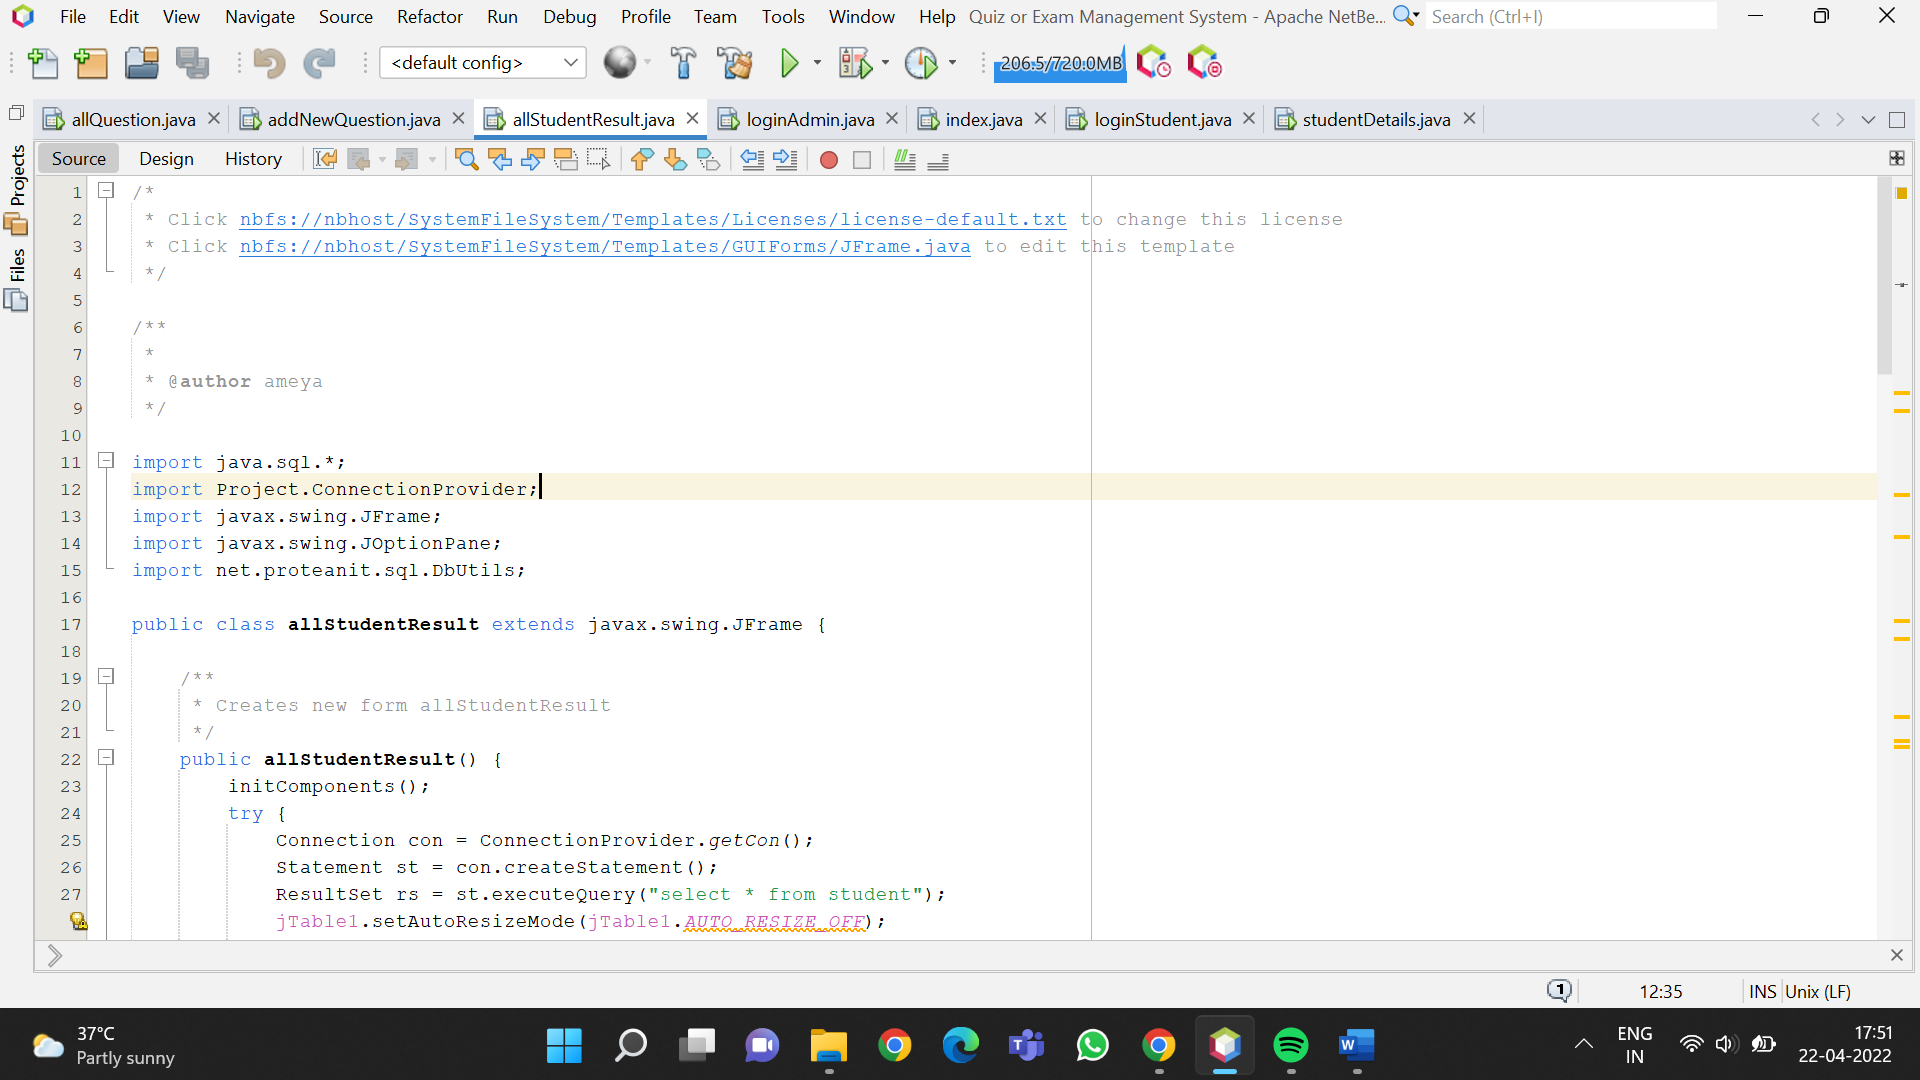 File Edit View Navigate Source Refactor Run Debug Profile Team Tools Window Help Quiz or Exam Management System - Apache NetBe... Search (Ctrl+I)
<default config> 206.5/720.0MB
allQuestion.java addNewQuestion.java allStudentResult.java loginAdmin.java index.java loginStudent.java studentDetails.java
Source Design History
Projects
Files
1 /*
2 * Click nbfs://nbhost/SystemFileSystem/Templates/Licenses/license-default.txt to change this license
3 * Click nbfs://nbhost/SystemFileSystem/Templates/GUIForms/JFrame.java to edit this template
4 */
5
6 /**
7 *
8 * @author ameya
9 */
10
11 import java.sql.*;
12 import Project.ConnectionProvider;
13 import javax.swing.JFrame;
14 import javax.swing.JOptionPane;
15 import net.proteanit.sql.DbUtils;
16
17 public class allStudentResult extends javax.swing.JFrame {
18
19 /**
20 * Creates new form allStudentResult
21 */
22 public allStudentResult() {
23 initComponents();
24 try {
25 Connection con = ConnectionProvider.getCon();
26 Statement st = con.createStatement();
27 ResultSet rs = st.executeQuery("select * from student");
jTable1.setAutoResizeMode(jTable1.AUTO_RESIZE_OFF);
1 12:35 INS Unix (LF)
37°C
Partly sunny
ENG
IN
17:51
22-04-2022